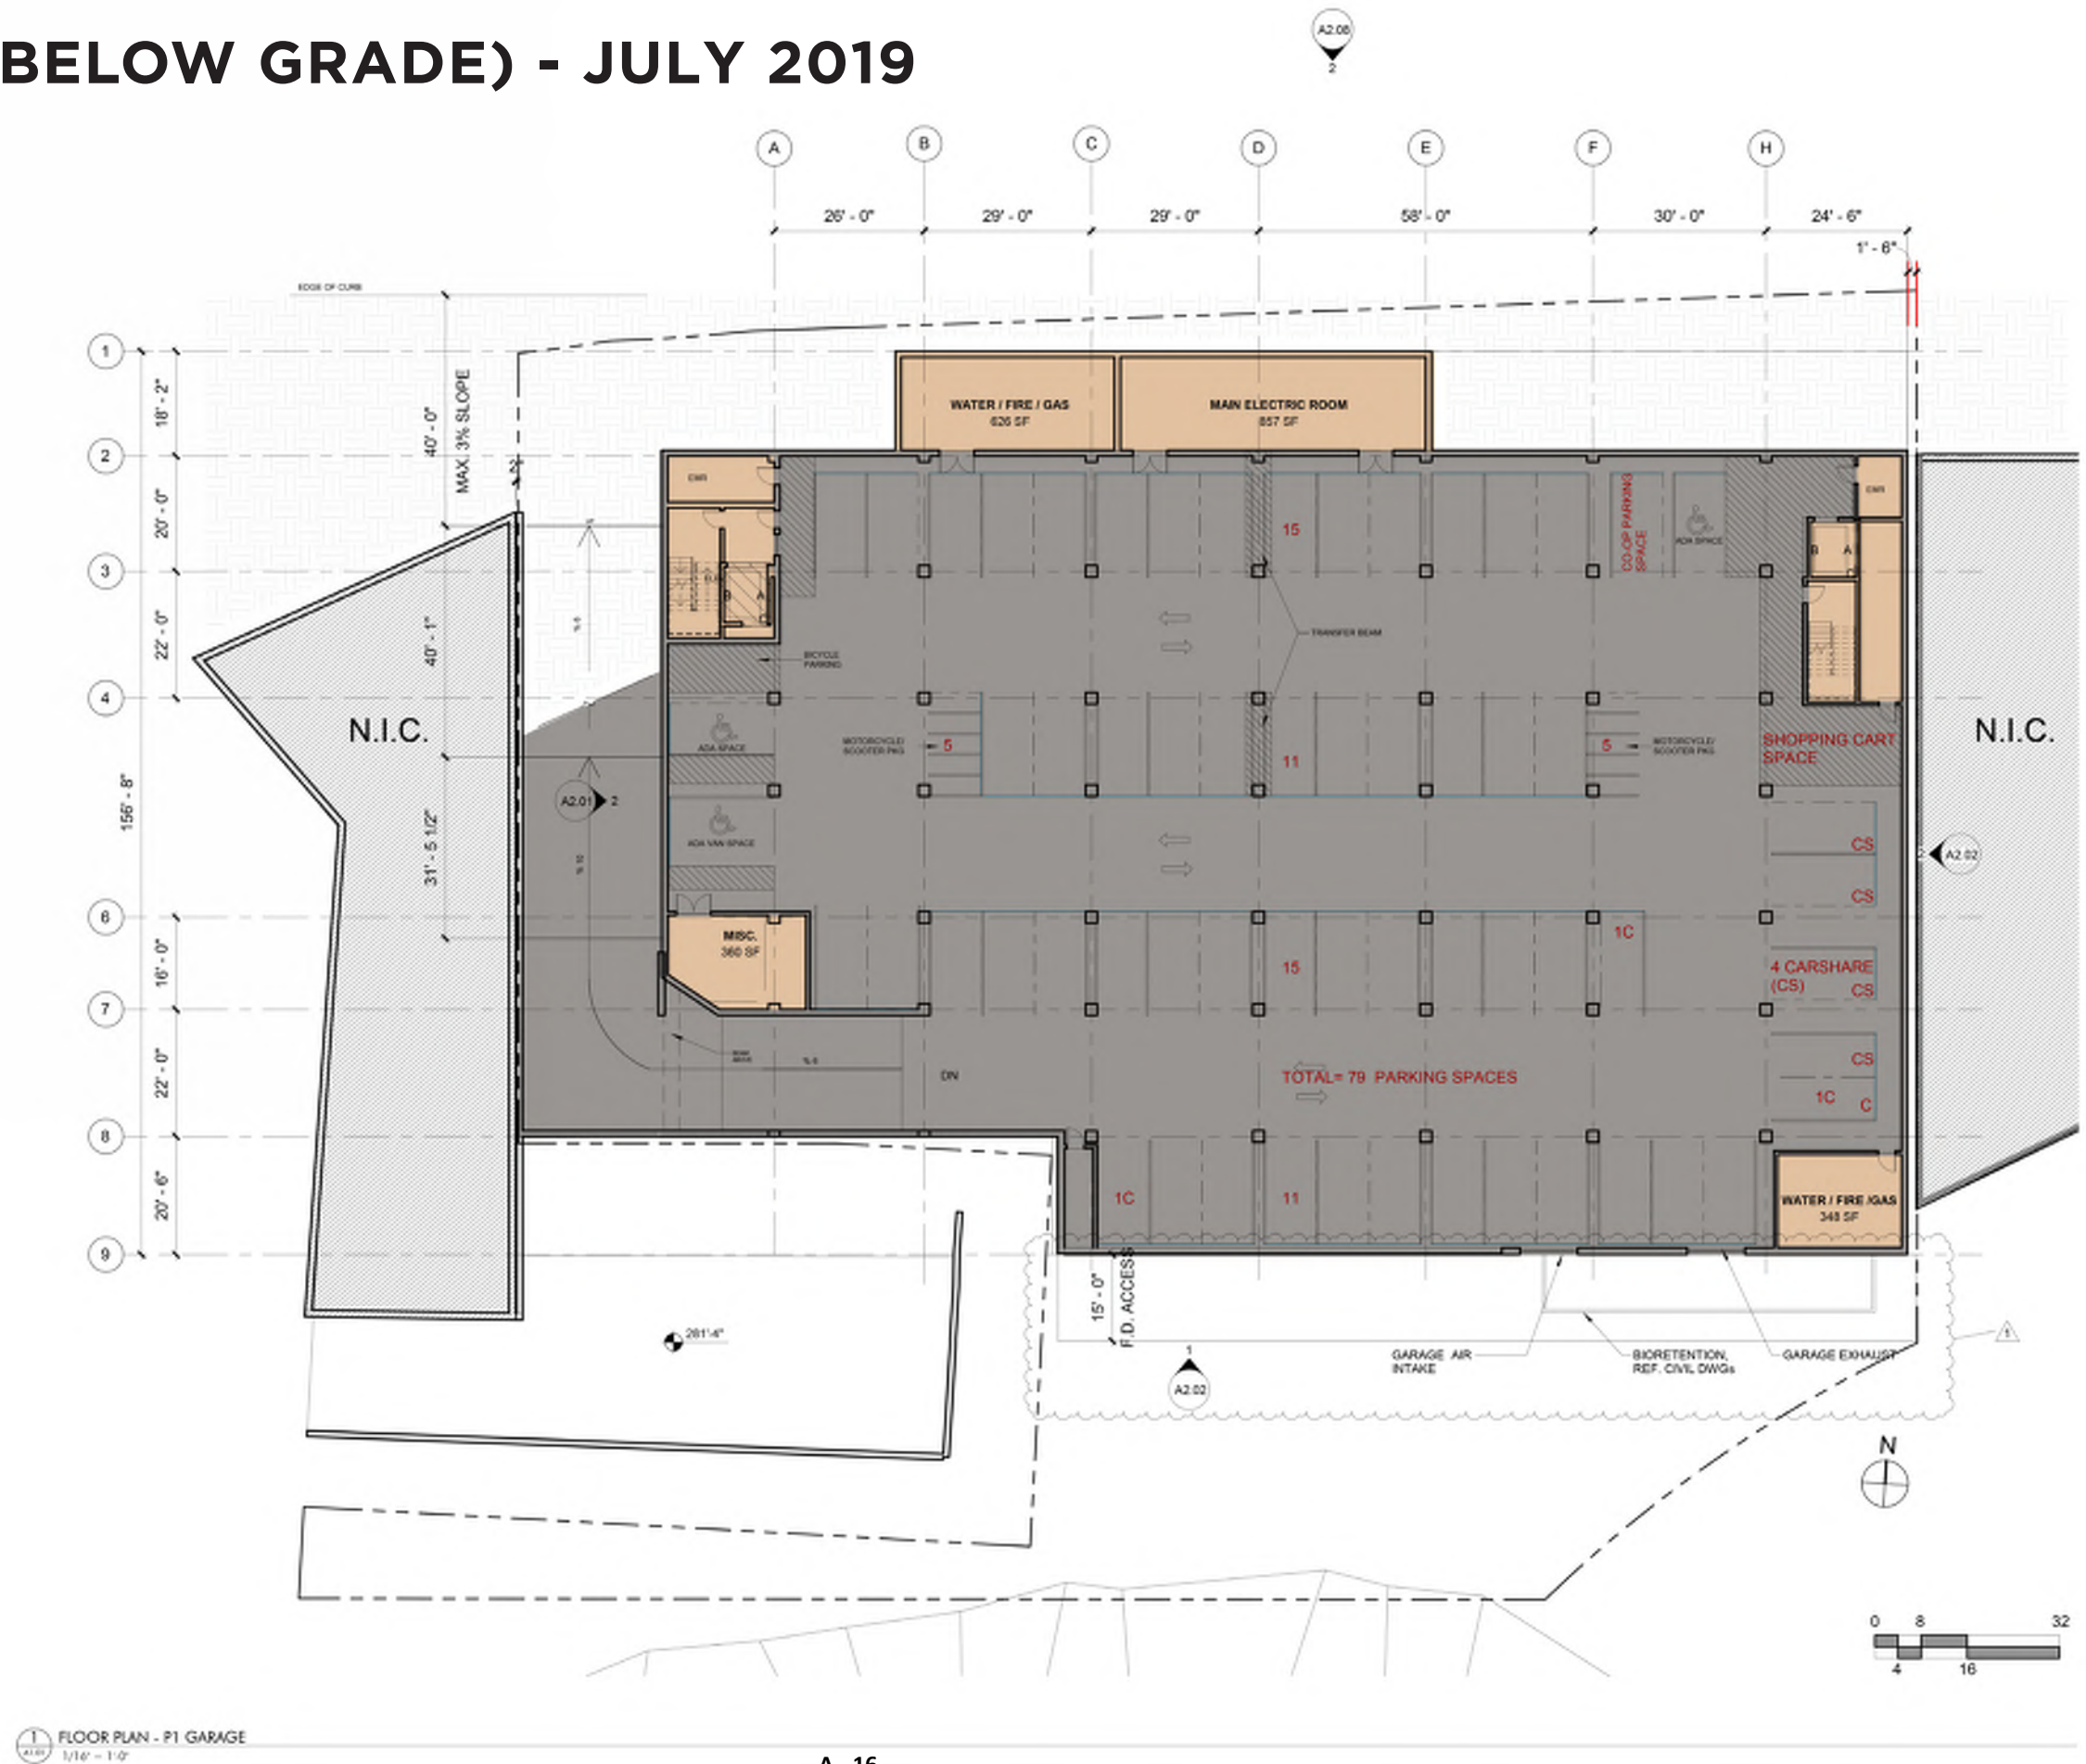 BELOW GRADE) - JULY 2019
A2.08
2
A
B
C
D
E
F
H
26' - 0"
29' - 0"
29' - 0"
58' - 0"
30' - 0"
24' - 6"
1' - 6"
EDGE OF CURB
1
2
3
4
6
7
8
9
18' - 2"
20' - 0"
22' - 0"
156' - 8"
16' - 0"
22' - 0"
20' - 6"
40' - 0"
MAX. 3% SLOPE
40' - 1"
31' - 5 1/2"
WATER / FIRE / GAS
626 SF
MAIN ELECTRIC ROOM
857 SF
15
CO-OP PARKING
SPACE
ADA SPACE
B
A
B
A
TRANSFER BEAM
BICYCLE
PARKING
N.I.C.
N.I.C.
ADA SPACE
MOTORCYCLE/
SCOOTER PKG
5
11
5
MOTORCYCLE/
SCOOTER PKG
SHOPPING CART
SPACE
A2.01
2
ADA VAN SPACE
CS
CS
A2.02
MISC.
360 SF
15
1C
4 CARSHARE
(CS)
CS
DN
TOTAL= 79 PARKING SPACES
CS
1C
C
1C
11
WATER / FIRE /GAS
348 SF
15' - 0"
F.D. ACCESS
281'-4"
1
A2.02
GARAGE AIR
INTAKE
BIORETENTION,
REF. CIVIL DWGs
GARAGE EXHAUST
1
N
0
8
32
4
16
1
FLOOR PLAN - P1 GARAGE
1/16" = 1'-0"
A - 16